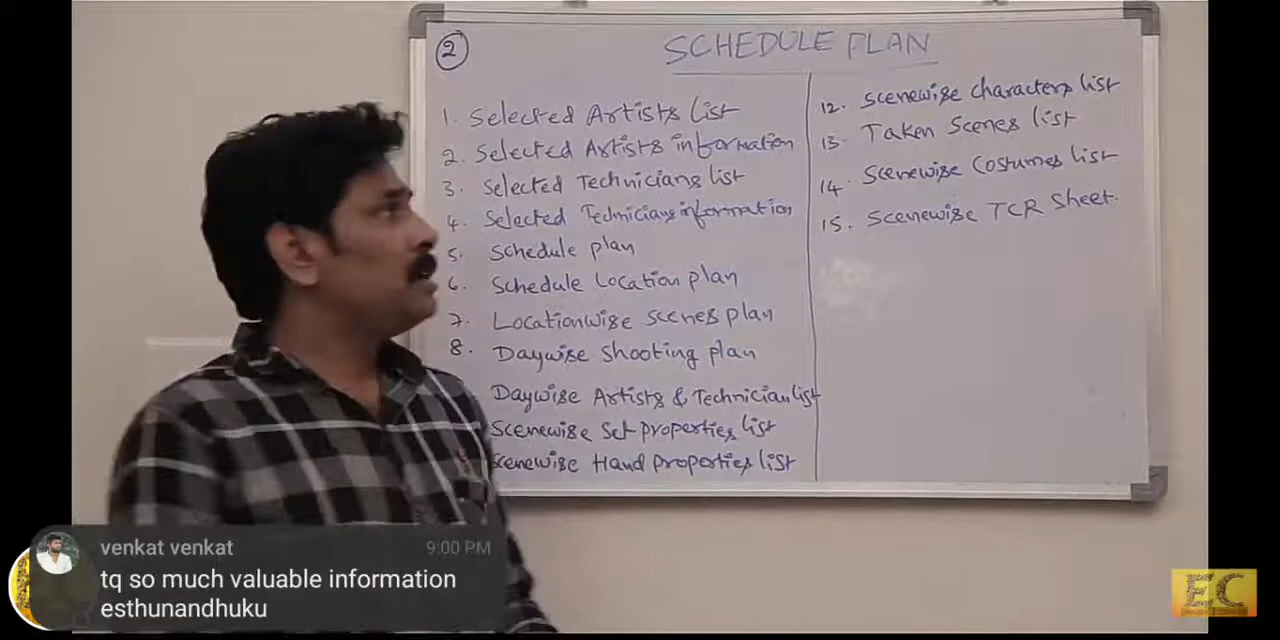 2
SCHEDULE PLAN
1. Selected Artists list
2. Selected Artists information
3. Selected Technicians list
4. Selected Technicians information
5. Schedule plan
6. Schedule Location plan
7. Locationwise scenes plan
8. Daywise shooting plan
Daywise Artists & Technician list
Scenewise Set properties list
Scenewise Hand properties list
12. Scenewise characters list
13. Taken Scenes list
14. Scenewise Costumes list
15. Scenewise TCR Sheet.
venkat venkat 9:00 PM
tq so much valuable information
esthunandhuku
EC